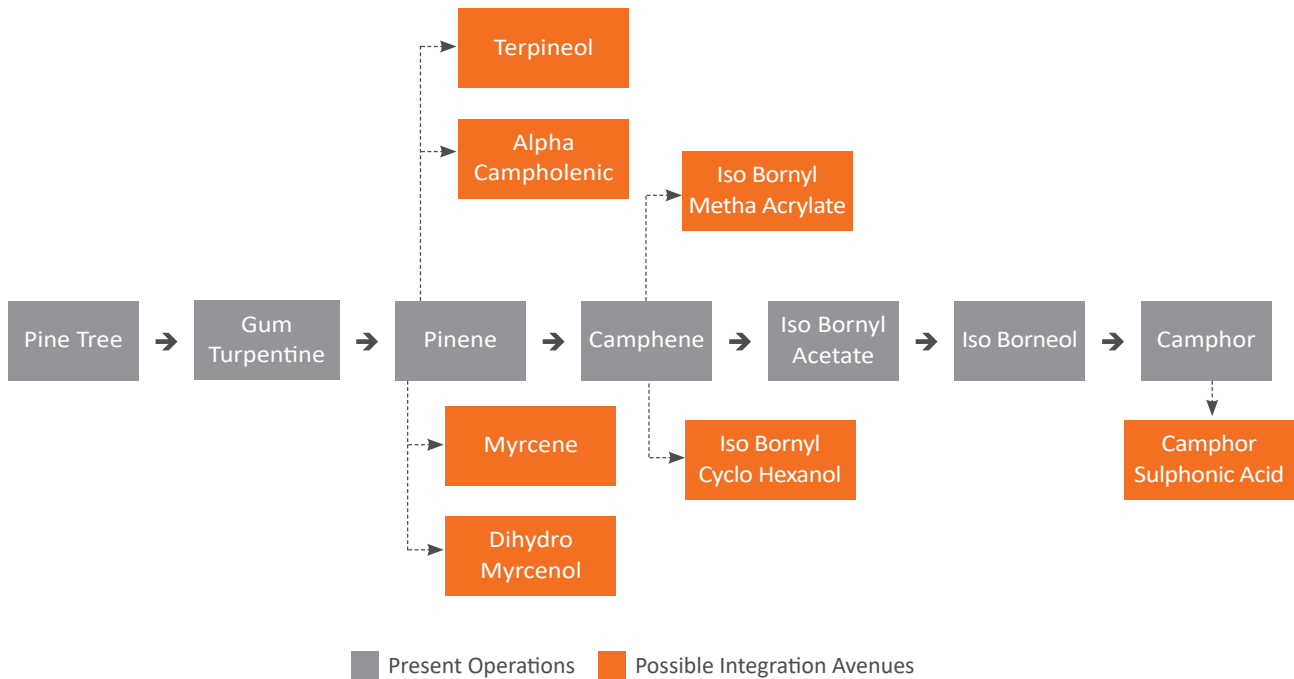 Terpineol
Alpha
Campholenic
Iso Bornyl
Metha Acrylate
Pine Tree
Gum
Turpentine
Pinene
Camphene
Iso Bornyl
Acetate
Iso Borneol
Camphor
Myrcene
Iso Bornyl
Cyclo Hexanol
Camphor
Sulphonic Acid
Dihydro
Myrcenol
Present Operations
Possible Integration Avenues